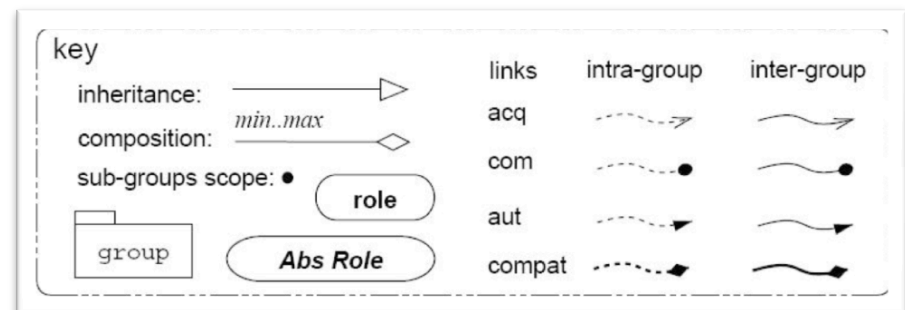 key
inheritance:
composition: min..max
sub-groups scope:
role
group
Abs Role
links intra-group inter-group
acq
com
aut
compat